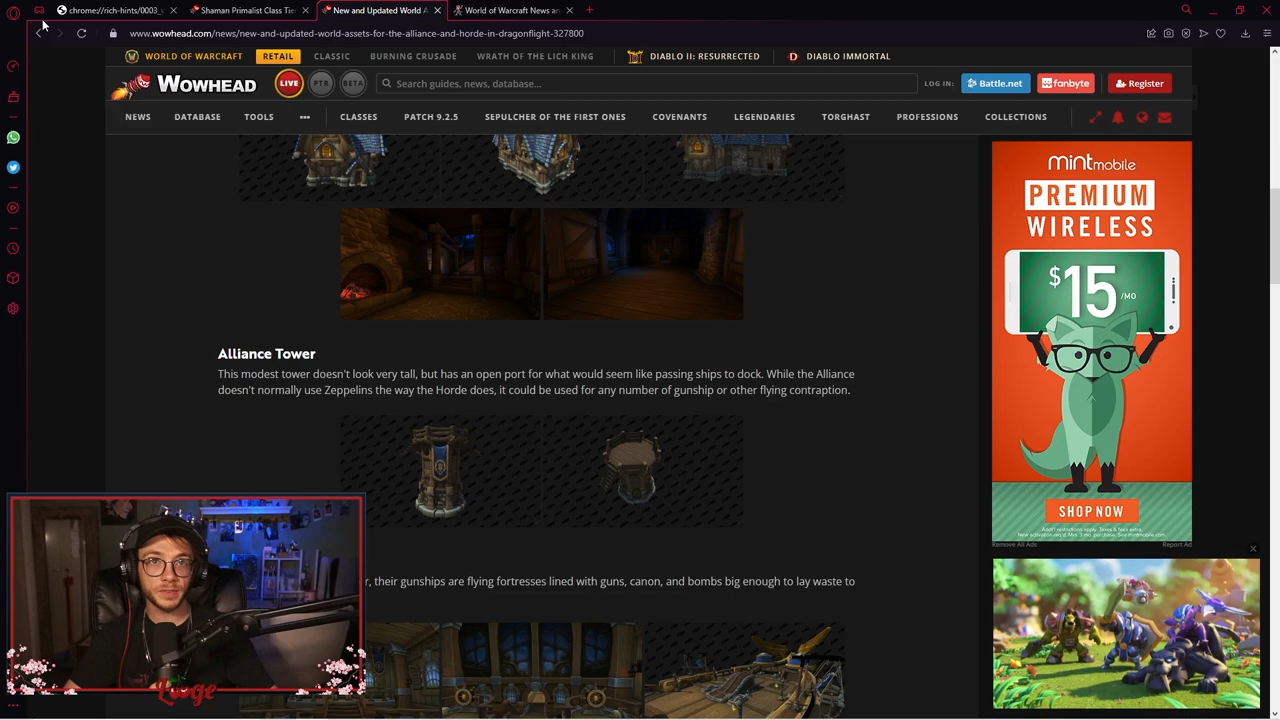 chrome://rich-hints/0003_
Shaman Primalist Class Tie
New and Updated World A
World of Warcraft News an
www.wowhead.com/news/new-and-updated-world-assets-for-the-alliance-and-horde-in-dragonflight-327800
WORLD OF WARCRAFT RETAIL CLASSIC BURNING CRUSADE WRATH OF THE LICH KING DIABLO II: RESURRECTED DIABLO IMMORTAL
WOWHEAD LIVE PTR BETA Search guides, news, database... LOG IN: Battle.net fanbyte Register
NEWS DATABASE TOOLS ••• CLASSES PATCH 9.2.5 SEPULCHER OF THE FIRST ONES COVENANTS LEGENDARIES TORGHAST PROFESSIONS COLLECTIONS
mintmobile
PREMIUM
WIRELESS
$15/MO
SHOP NOW
Remove All Ads
Report Ad
Alliance Tower
This modest tower doesn't look very tall, but has an open port for what would seem like passing ships to dock. While the Alliance
doesn't normally use Zeppelins the way the Horde does, it could be used for any number of gunship or other flying contraption.
, their gunships are flying fortresses lined with guns, canon, and bombs big enough to lay waste to
Lwge